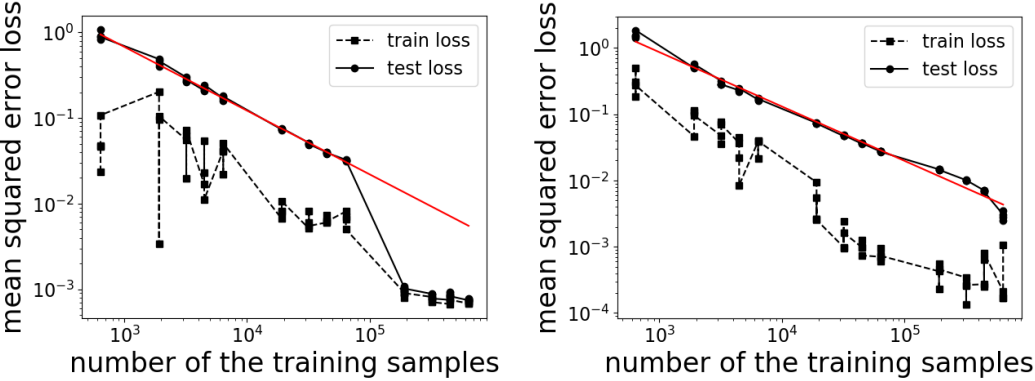 mean squared error loss
10^0
10^-1
10^-2
10^-3
train loss
test loss
10^3
10^4
10^5
number of the training samples
mean squared error loss
10^0
10^-1
10^-2
10^-3
10^-4
train loss
test loss
10^3
10^4
10^5
number of the training samples